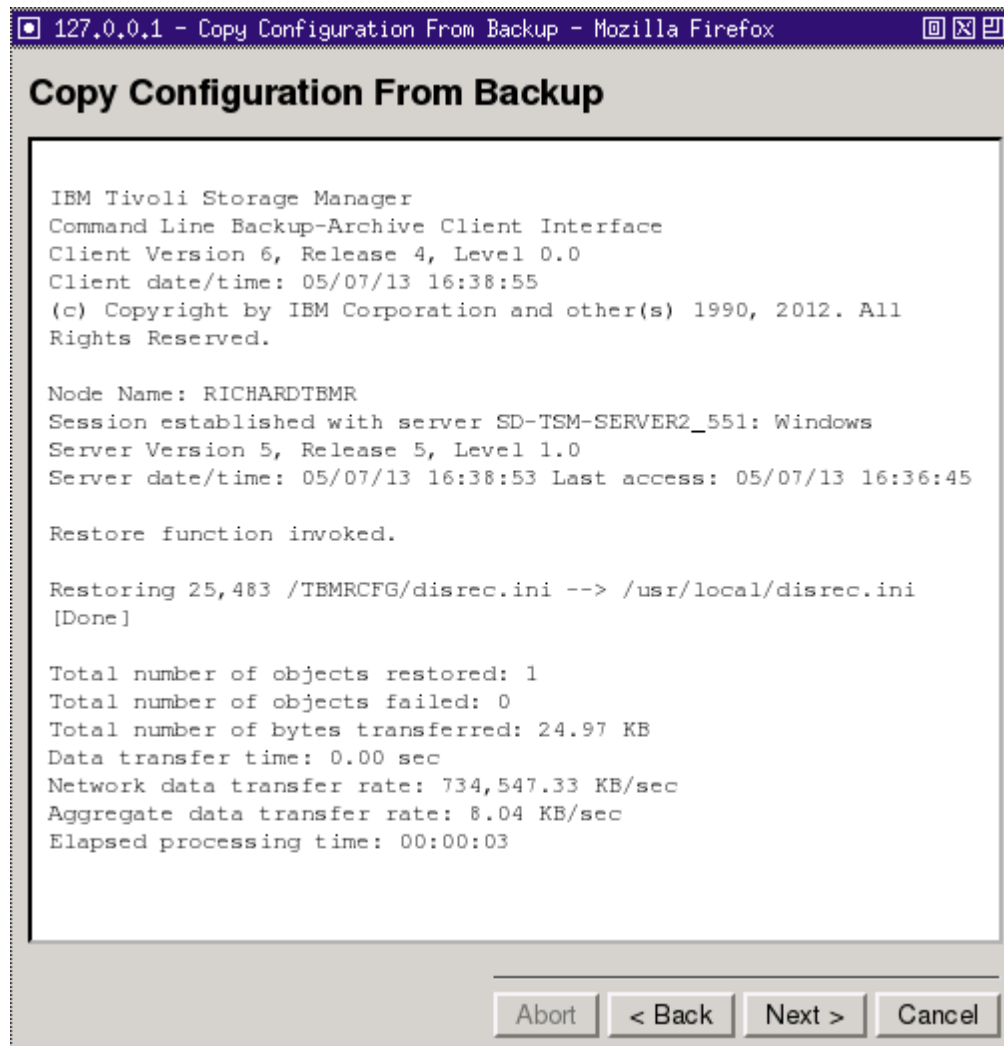 127.0.0.1 - Copy Configuration From Backup - Mozilla Firefox
Copy Configuration From Backup
IBM Tivoli Storage Manager
Command Line Backup-Archive Client Interface
Client Version 6, Release 4, Level 0.0
Client date/time: 05/07/13 16:38:55
(c) Copyright by IBM Corporation and other(s) 1990, 2012. All
Rights Reserved.
Node Name: RICHARDTBMR
Session established with server SD-TSM-SERVER2_551: Windows
Server Version 5, Release 5, Level 1.0
Server date/time: 05/07/13 16:38:53 Last access: 05/07/13 16:36:45
Restore function invoked.
Restoring 25,483 /TBMRCFG/disrec.ini --> /usr/local/disrec.ini
[Done]
Total number of objects restored: 1
Total number of objects failed: 0
Total number of bytes transferred: 24.97 KB
Data transfer time: 0.00 sec
Network data transfer rate: 734,547.33 KB/sec
Aggregate data transfer rate: 8.04 KB/sec
Elapsed processing time: 00:00:03
Abort < Back Next > Cancel